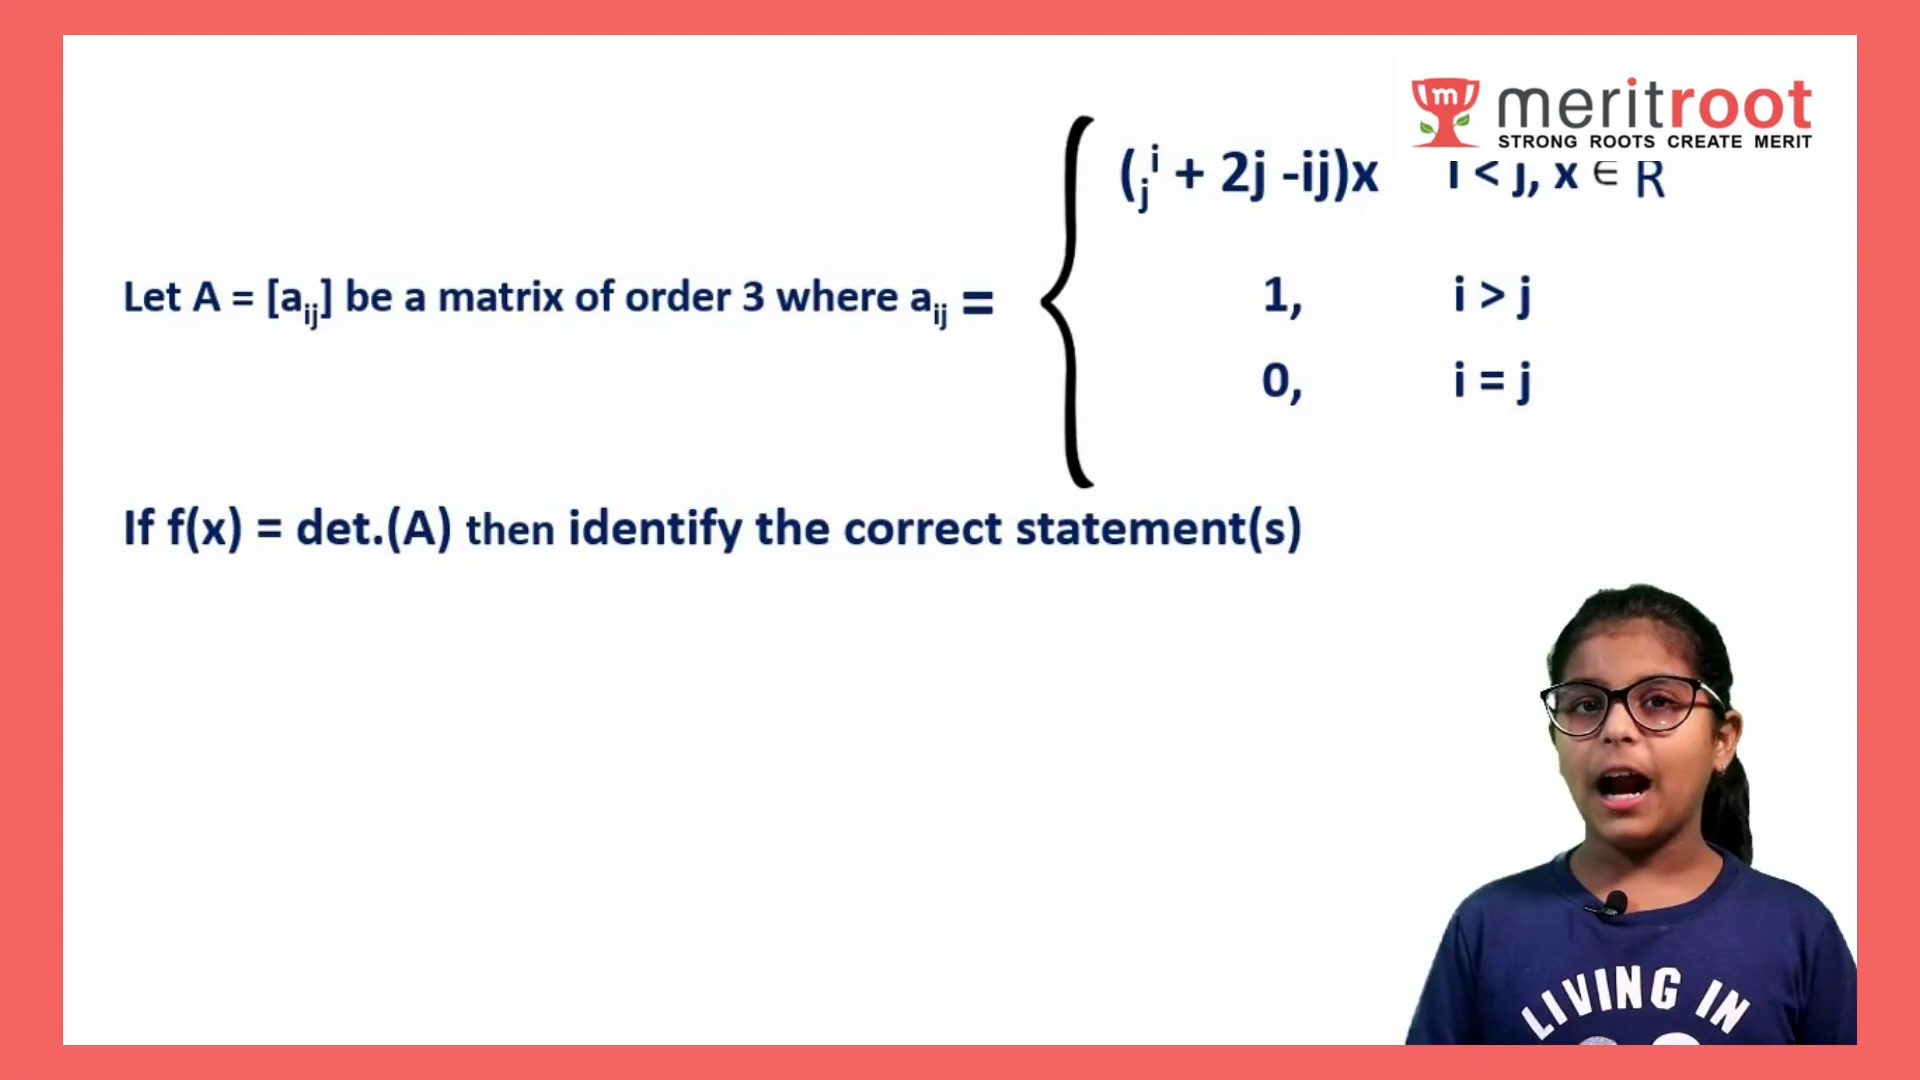 meritroot
STRONG ROOTS CREATE MERIT
(jⁱ + 2j -ij)x i < j, x ∈ R
Let A = [aij] be a matrix of order 3 where aij =
1, i > j
0, i = j
If f(x) = det.(A) then identify the correct statement(s)
LIVING IN